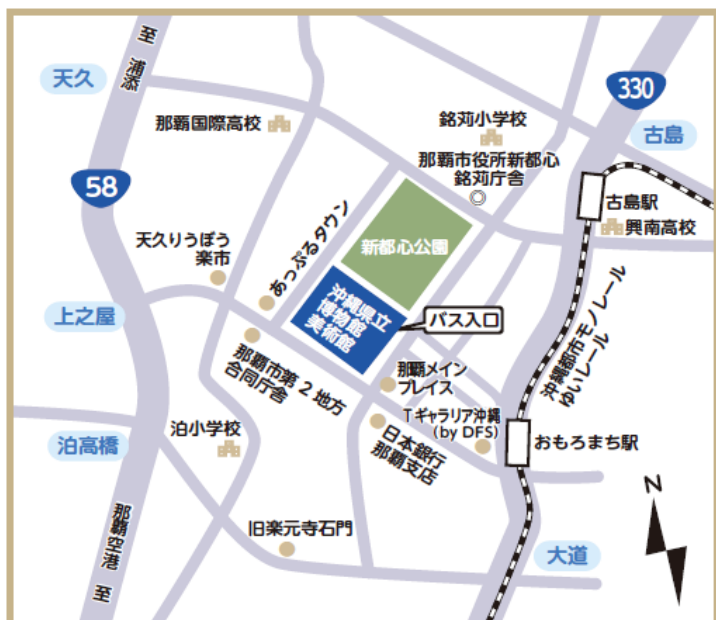 至 浦添
天久
330
那覇国際高校
銘苅小学校
古島
那覇市役所新都心
銘苅庁舎
58
古島駅
興南高校
天久りうぼう
楽市
あっぷるタウン
新都心公園
沖縄県立
博物館
美術館
バス入口
上之屋
沖縄都市モノレール
ゆいレール
那覇市第2地方
合同庁舎
那覇メイン
プレイス
Tギャラリア沖縄
(by DFS)
日本銀行
那覇支店
おもろまち駅
泊小学校
泊高橋
N
那覇空港 至
旧楽元寺石門
大道